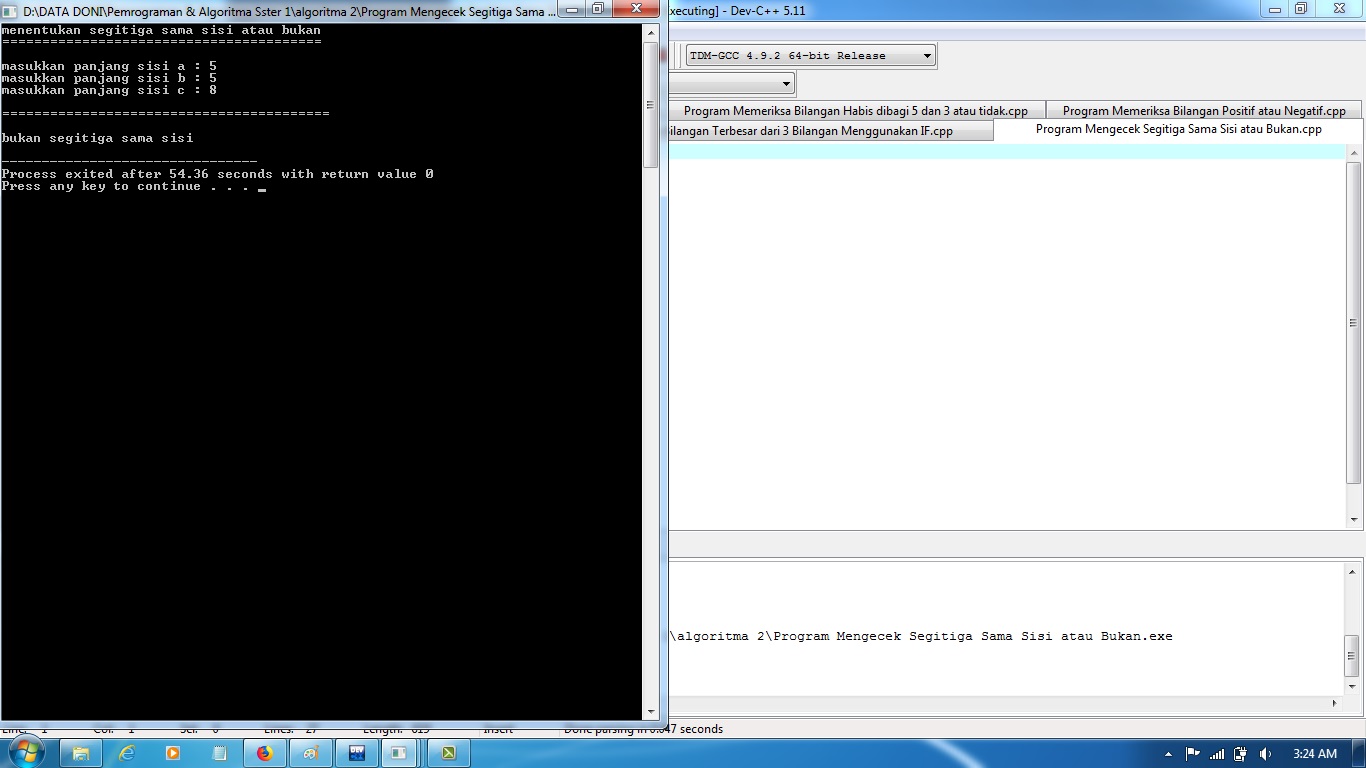 D:\DATA DONI\Pemrograman & Algoritma Sster 1\algoritma 2\Program Mengecek Segitiga Sama ...
menentukan segitiga sama sisi atau bukan
========================================
masukkan panjang sisi a : 5
masukkan panjang sisi b : 5
masukkan panjang sisi c : 8
=========================================
bukan segitiga sama sisi
--------------------------------
Process exited after 54.36 seconds with return value 0
Press any key to continue . . . _
xecuting] - Dev-C++ 5.11
TDM-GCC 4.9.2 64-bit Release
Program Memeriksa Bilangan Habis dibagi 5 dan 3 atau tidak.cpp
Program Memeriksa Bilangan Positif atau Negatif.cpp
ilangan Terbesar dari 3 Bilangan Menggunakan IF.cpp
Program Mengecek Segitiga Sama Sisi atau Bukan.cpp
\algoritma 2\Program Mengecek Segitiga Sama Sisi atau Bukan.exe
Insert
Done parsing in 0.047 seconds
3:24 AM